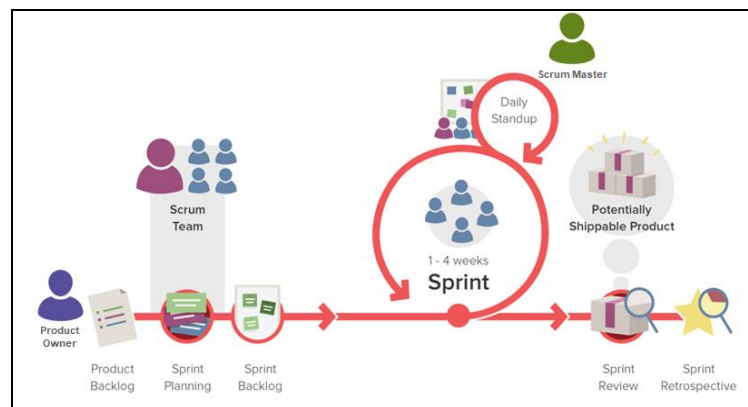 Scrum Master
Daily
Standup
Scrum
Team
Potentially
Shippable Product
1 - 4 weeks
Sprint
Product
Owner
Product
Backlog
Sprint
Planning
Sprint
Backlog
Sprint
Review
Sprint
Retrospective